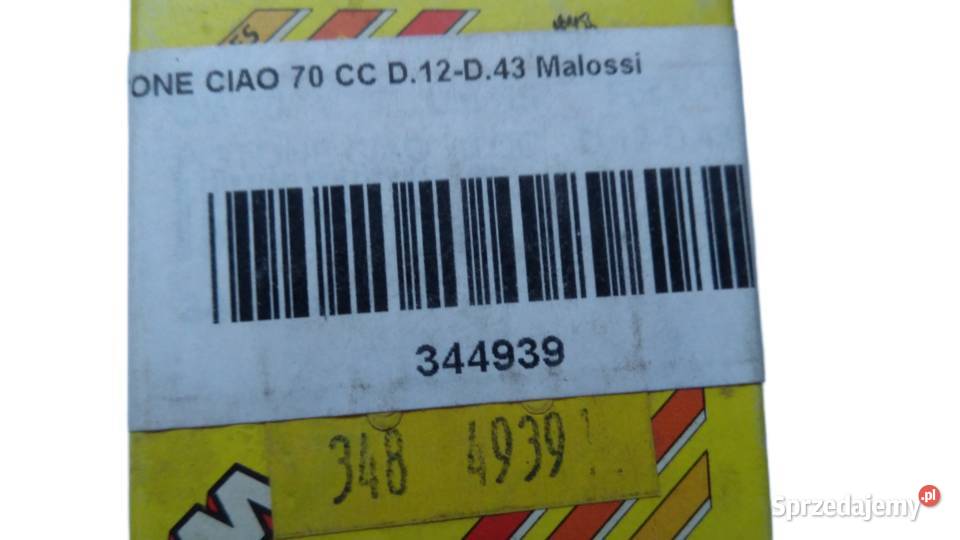 ONE CIAO 70 CC D.12-D.43 Malossi
344939
348 4939
Sprzedajemy.pl